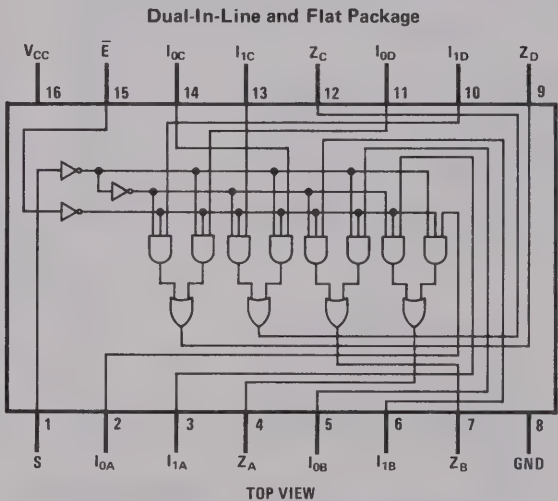 Dual-In-Line and Flat Package
VCC E̅ I0C I1C ZC I0D I1D ZD
16 15 14 13 12 11 10 9
1 2 3 4 5 6 7 8
S I0A I1A ZA I0B I1B ZB GND
TOP VIEW